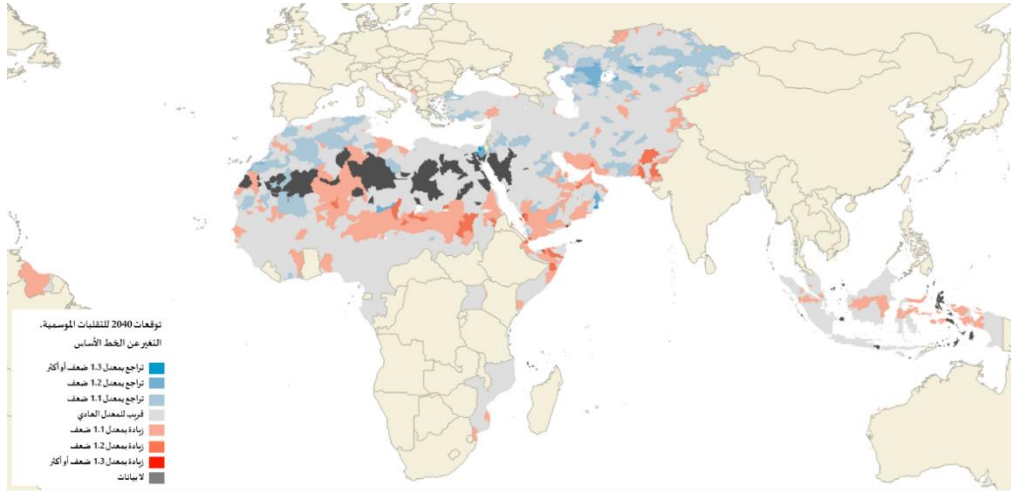 توقعات 2040 للتقلبات الموسمية،
التغير عن الخط الأساس
تراجع بمعدل 1.3 ضعف أو أكثر
تراجع بمعدل 1.2 ضعف
تراجع بمعدل 1.1 ضعف
قريب للمعدل العادي
زيادة بمعدل 1.1 ضعف
زيادة بمعدل 1.2 ضعف
زيادة بمعدل 1.3 ضعف أو أكثر
لا بيانات